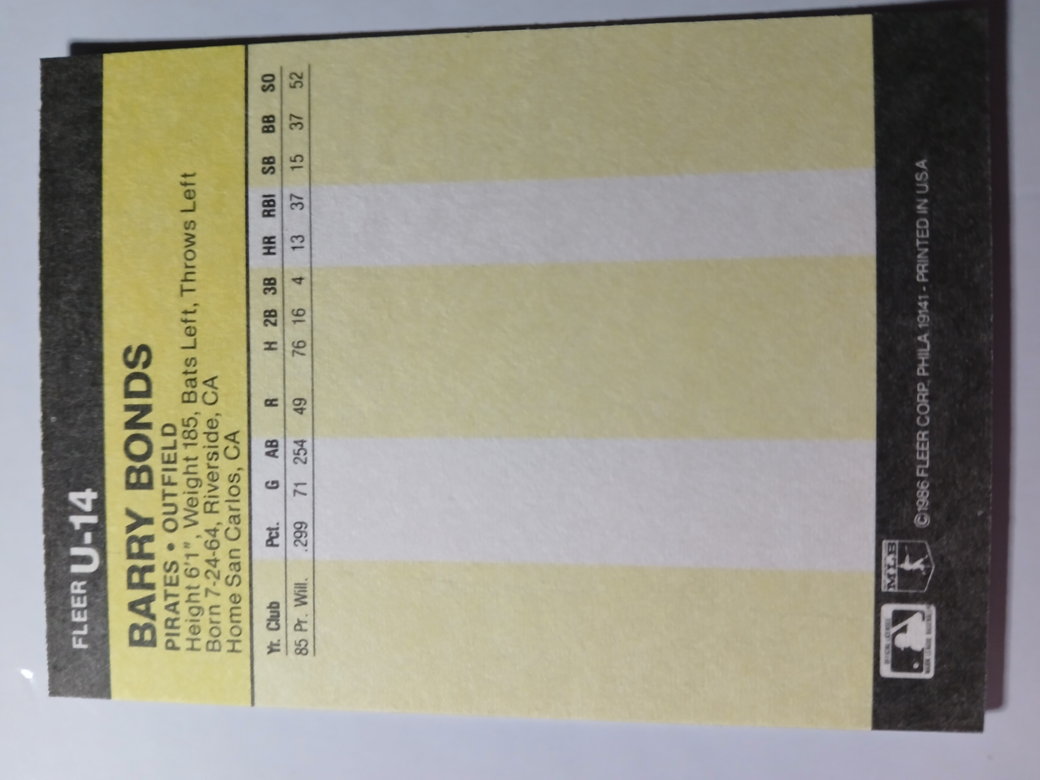 FLEER U-14
BARRY BONDS
PIRATES • OUTFIELD
Height 6'1", Weight 185, Bats Left, Throws Left
Born 7-24-64, Riverside, CA
Home San Carlos, CA
Yr. Club Pct. G AB R H 2B 3B HR RBI SB BB SO
85 Pr. Will. .299 71 254 49 76 16 4 13 37 15 37 52
MLB
©1986 FLEER CORP. PHILA 19141 - PRINTED IN U.S.A